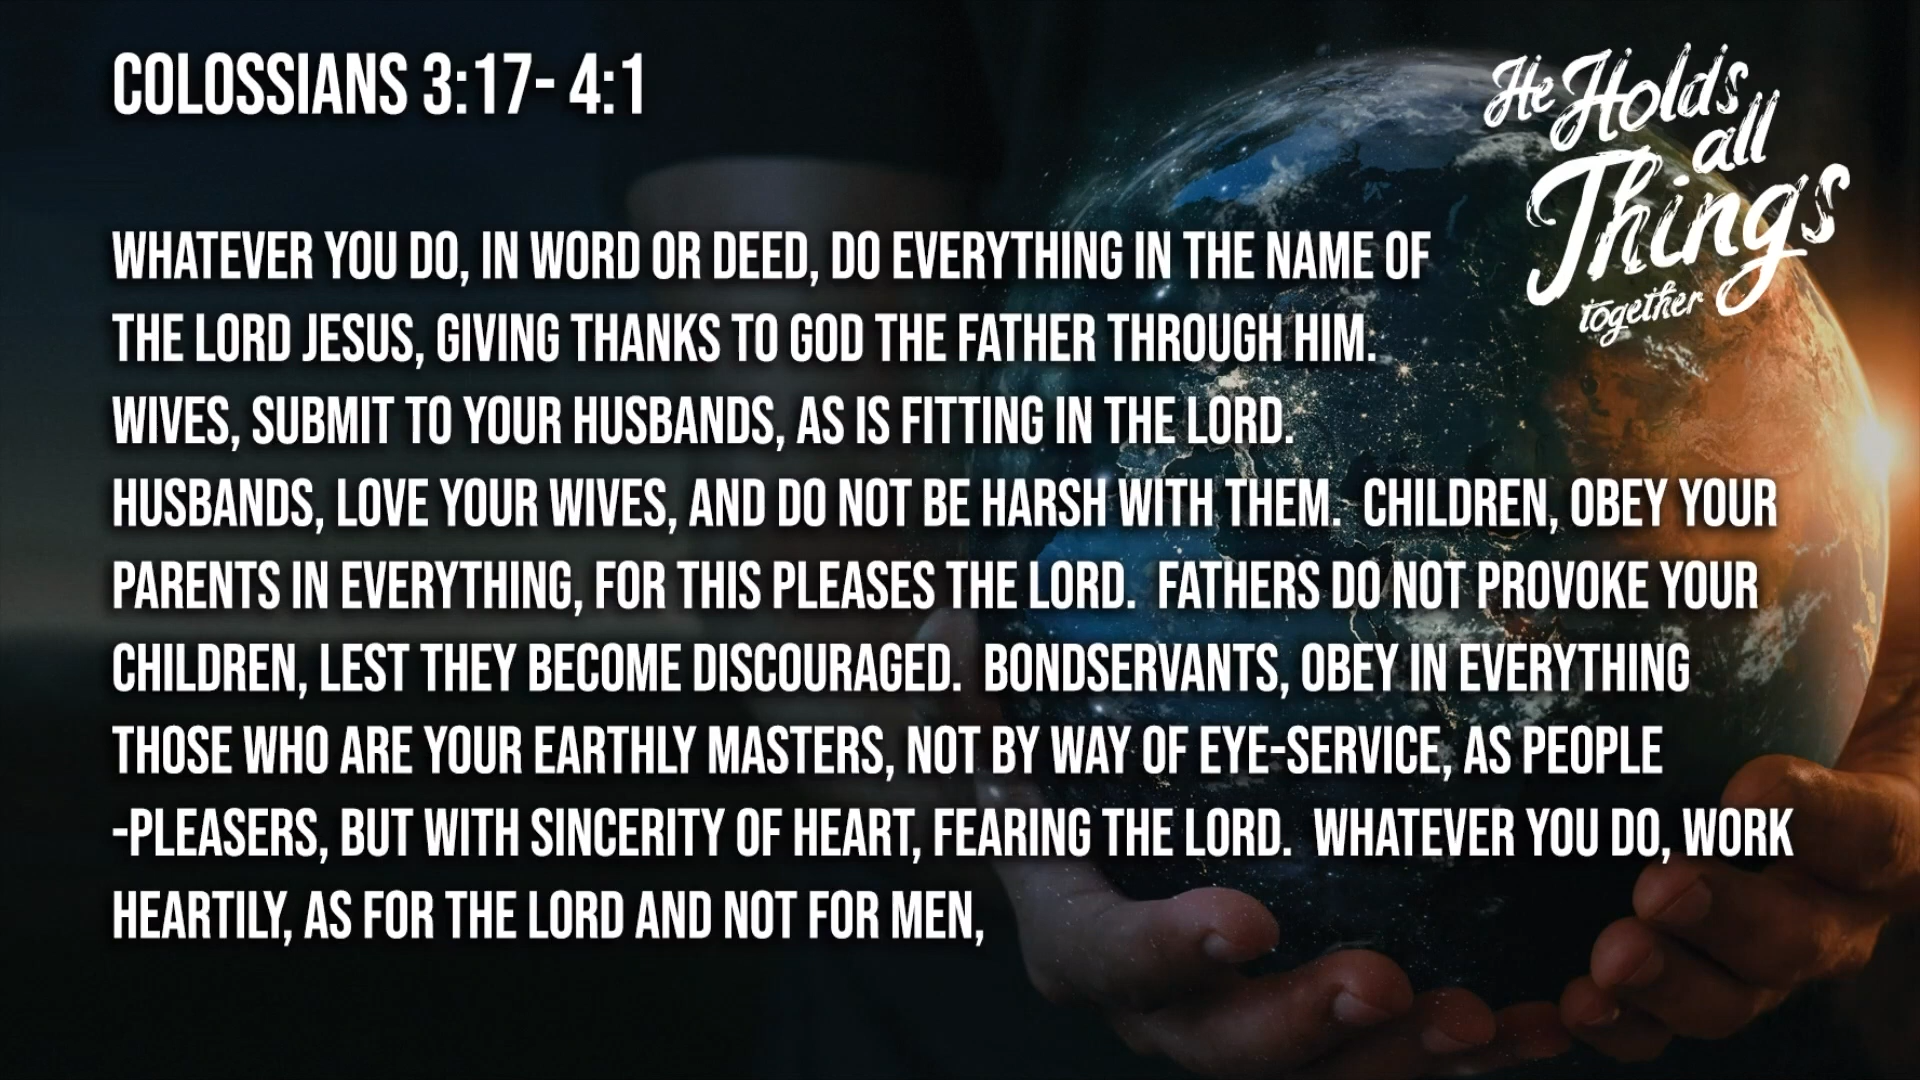 COLOSSIANS 3:17- 4:1
He Holds
all
Things
together
WHATEVER YOU DO, IN WORD OR DEED, DO EVERYTHING IN THE NAME OF
THE LORD JESUS, GIVING THANKS TO GOD THE FATHER THROUGH HIM.
WIVES, SUBMIT TO YOUR HUSBANDS, AS IS FITTING IN THE LORD.
HUSBANDS, LOVE YOUR WIVES, AND DO NOT BE HARSH WITH THEM.  CHILDREN, OBEY YOUR
PARENTS IN EVERYTHING, FOR THIS PLEASES THE LORD.  FATHERS DO NOT PROVOKE YOUR
CHILDREN, LEST THEY BECOME DISCOURAGED.  BONDSERVANTS, OBEY IN EVERYTHING
THOSE WHO ARE YOUR EARTHLY MASTERS, NOT BY WAY OF EYE-SERVICE, AS PEOPLE
-PLEASERS, BUT WITH SINCERITY OF HEART, FEARING THE LORD.  WHATEVER YOU DO, WORK
HEARTILY, AS FOR THE LORD AND NOT FOR MEN,